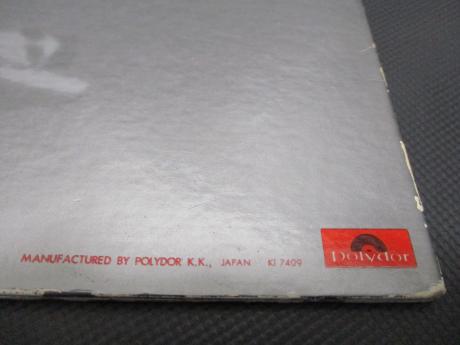 MANUFACTURED BY POLYDOR K.K., JAPAN KI 7409
Polydor